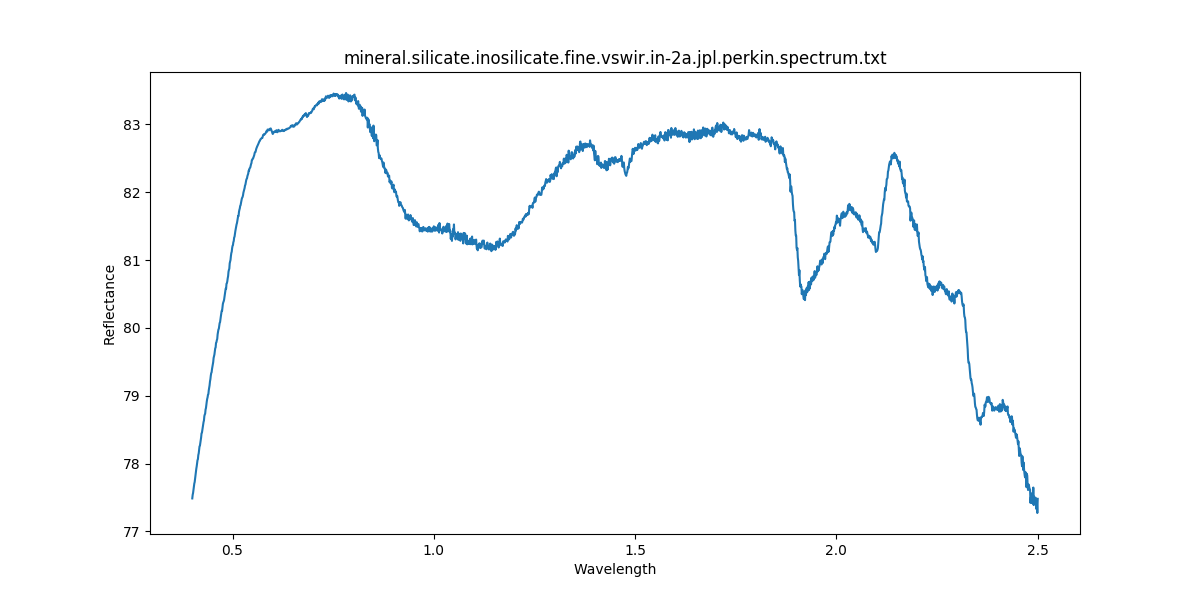 mineral.silicate.inosilicate.fine.vswir.in-2a.jpl.perkin.spectrum.txt
83
82
81
80
79
78
77
Reflectance
0.5 1.0 1.5 2.0 2.5
Wavelength